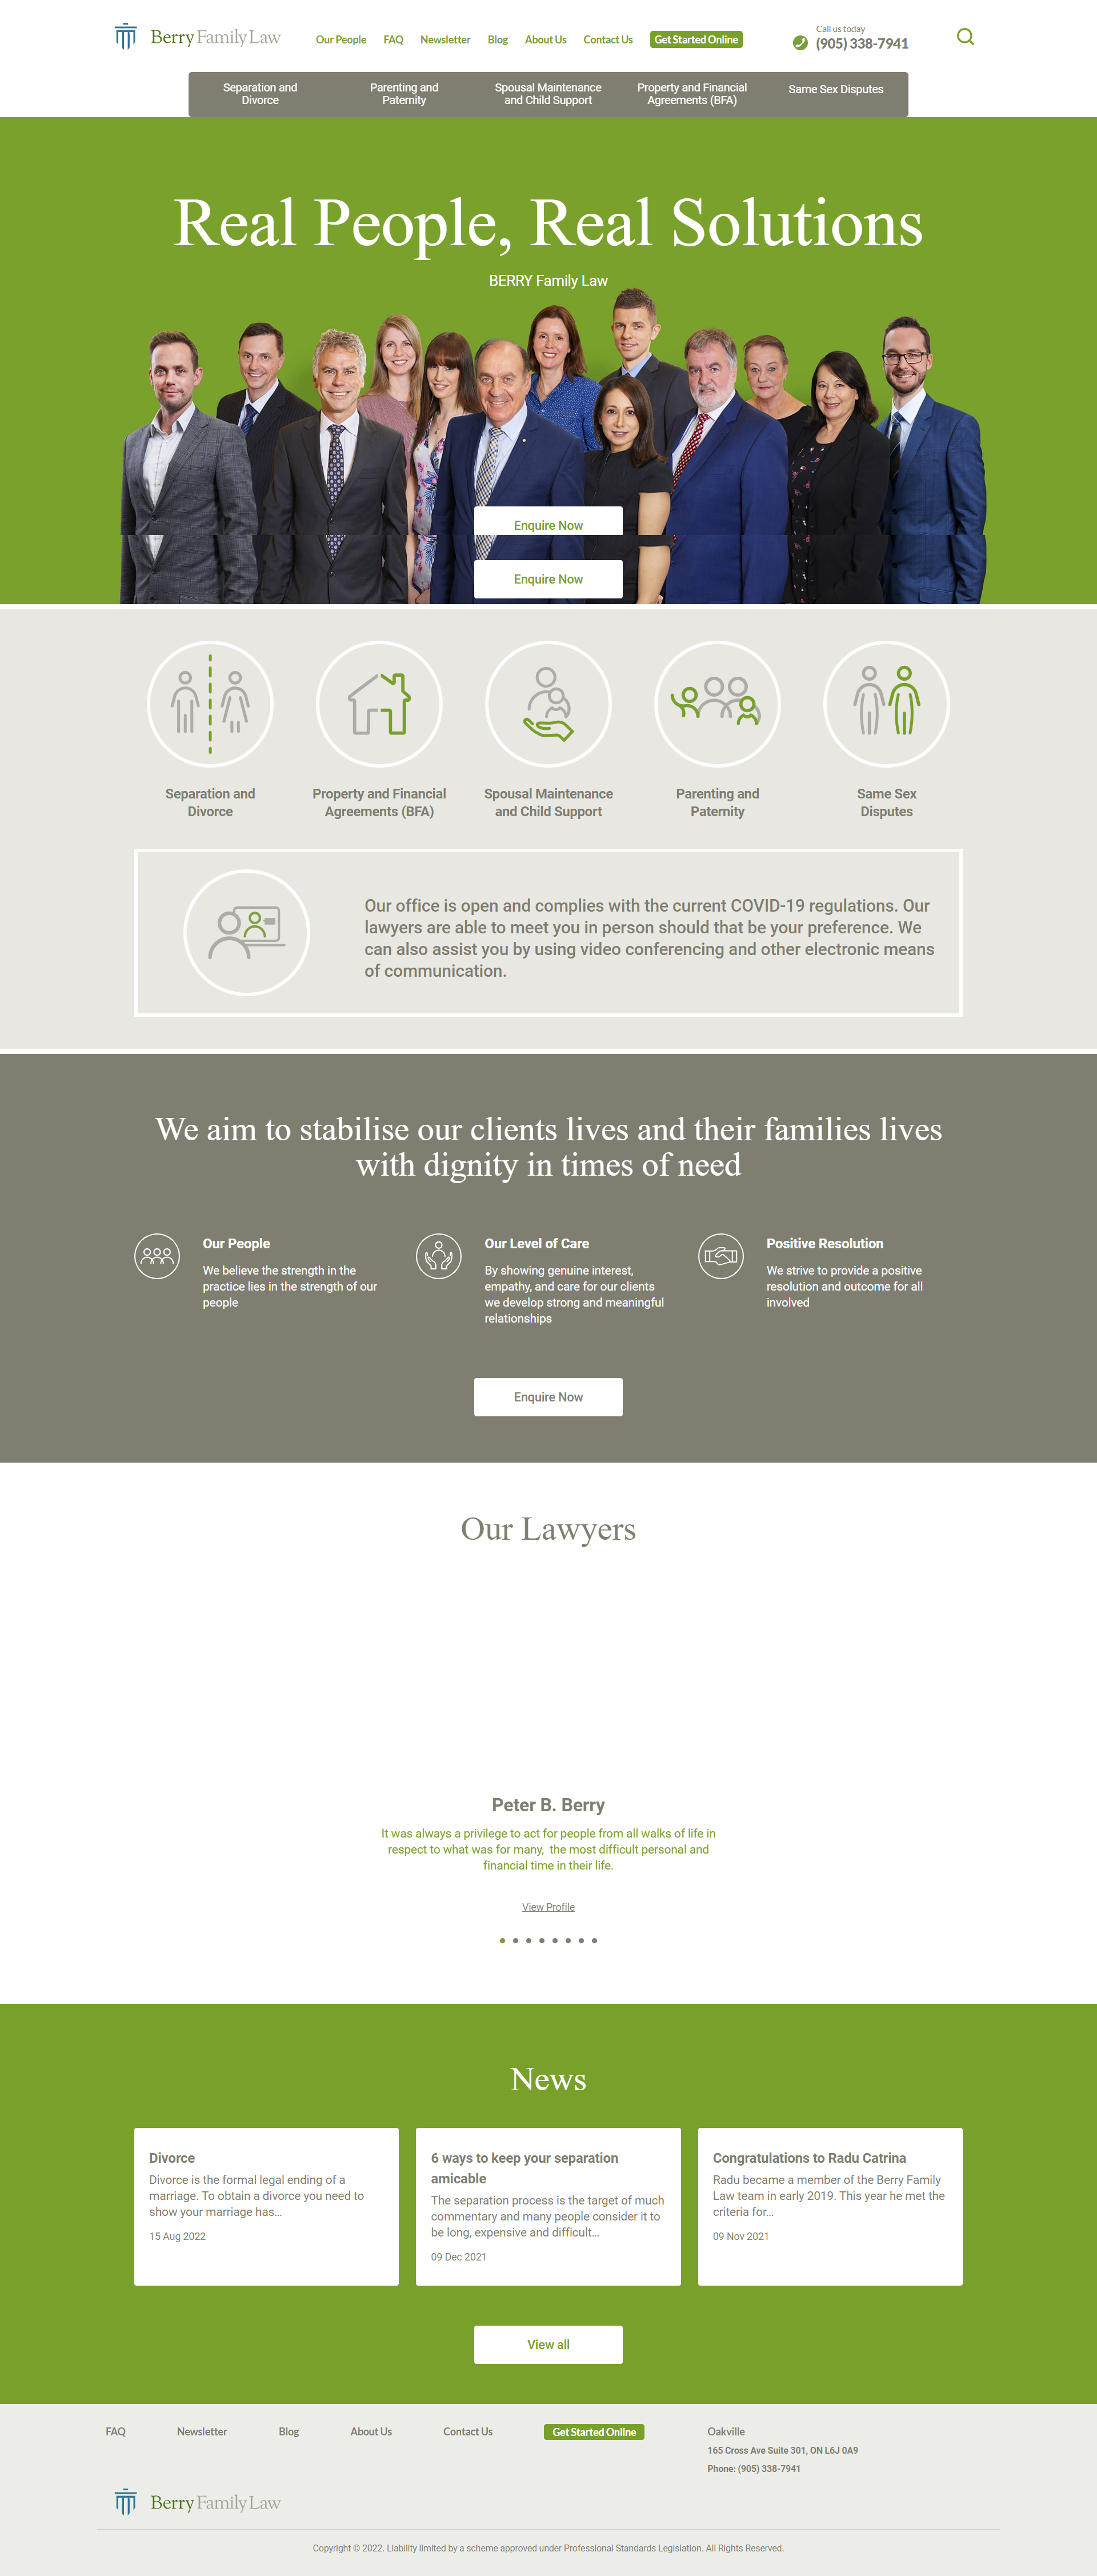 Berry Family Law
Our People
FAQ
Newsletter
Blog
About Us
Contact Us
Get Started Online
Call us today
(905) 338-7941
Separation and
Divorce
Parenting and
Paternity
Spousal Maintenance
and Child Support
Property and Financial
Agreements (BFA)
Same Sex Disputes
Real People, Real Solutions
BERRY Family Law
Enquire Now
Enquire Now
Separation and
Divorce
Property and Financial
Agreements (BFA)
Spousal Maintenance
and Child Support
Parenting and
Paternity
Same Sex
Disputes
Our office is open and complies with the current COVID-19 regulations. Our
lawyers are able to meet you in person should that be your preference. We
can also assist you by using video conferencing and other electronic means
of communication.
We aim to stabilise our clients lives and their families lives
with dignity in times of need
Our People
We believe the strength in the
practice lies in the strength of our
people
Our Level of Care
By showing genuine interest,
empathy, and care for our clients
we develop strong and meaningful
relationships
Positive Resolution
We strive to provide a positive
resolution and outcome for all
involved
Enquire Now
Our Lawyers
Peter B. Berry
It was always a privilege to act for people from all walks of life in
respect to what was for many, the most difficult personal and
financial time in their life.
View Profile
News
Divorce
Divorce is the formal legal ending of a
marriage. To obtain a divorce you need to
show your marriage has...
15 Aug 2022
6 ways to keep your separation
amicable
The separation process is the target of much
commentary and many people consider it to
be long, expensive and difficult...
09 Dec 2021
Congratulations to Radu Catrina
Radu became a member of the Berry Family
Law team in early 2019. This year he met the
criteria for...
09 Nov 2021
View all
FAQ
Newsletter
Blog
About Us
Contact Us
Get Started Online
Oakville
165 Cross Ave Suite 301, ON L6J 0A9
Phone: (905) 338-7941
Berry Family Law
Copyright © 2022. Liability limited by a scheme approved under Professional Standards Legislation. All Rights Reserved.